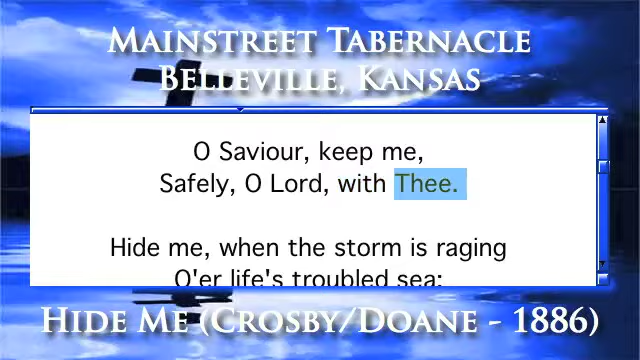 Mainstreet Tabernacle
Belleville, Kansas
O Saviour, keep me,
Safely, O Lord, with Thee.
Hide me, when the storm is raging
O'er life's troubled sea;
Hide Me (Crosby/Doane - 1886)